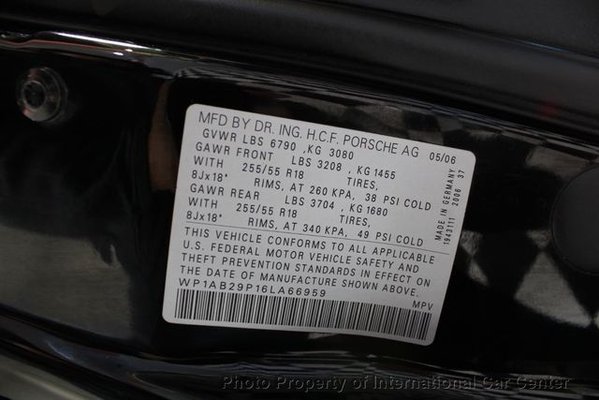 MFD BY DR. ING. H.C.F. PORSCHE AG 05/06
GVWR LBS 6790 ,KG 3080
GAWR FRONT LBS 3208 , KG 1455
WITH 255/55 R18 TIRES,
8Jx18" RIMS, AT 260 KPA, 38 PSI COLD
GAWR REAR LBS 3704 , KG 1680
WITH 255/55 R18 TIRES,
8Jx18" RIMS, AT 340 KPA, 49 PSI COLD
THIS VEHICLE CONFORMS TO ALL APPLICABLE
U.S. FEDERAL MOTOR VEHICLE SAFETY AND
THEFT PREVENTION STANDARDS IN EFFECT ON
THE DATE OF MANUFACTURE SHOWN ABOVE.
WP1AB29P16LA66959 MPV
MADE IN GERMANY
1943111 2006 37
Photo Property of International Car Center